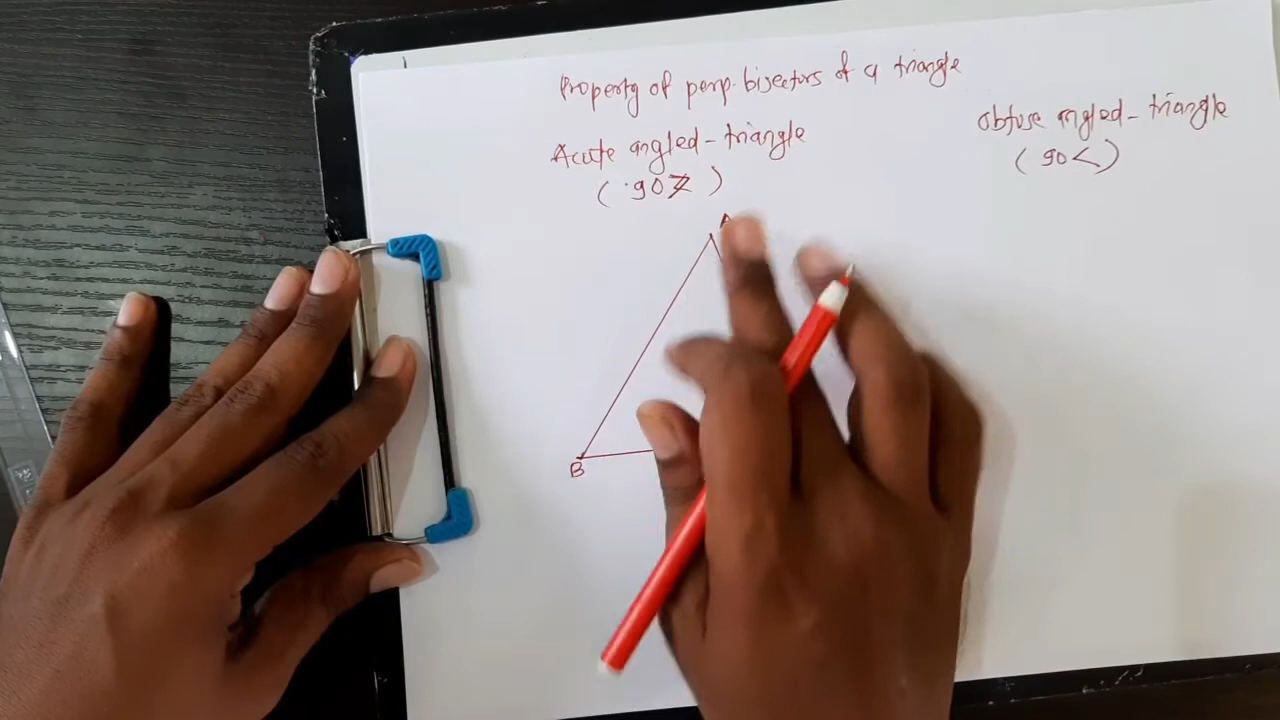 Property of perp. bisectors of a triangle
Acute angled-triangle
obtuse angled-triangle
(90<)
A
B